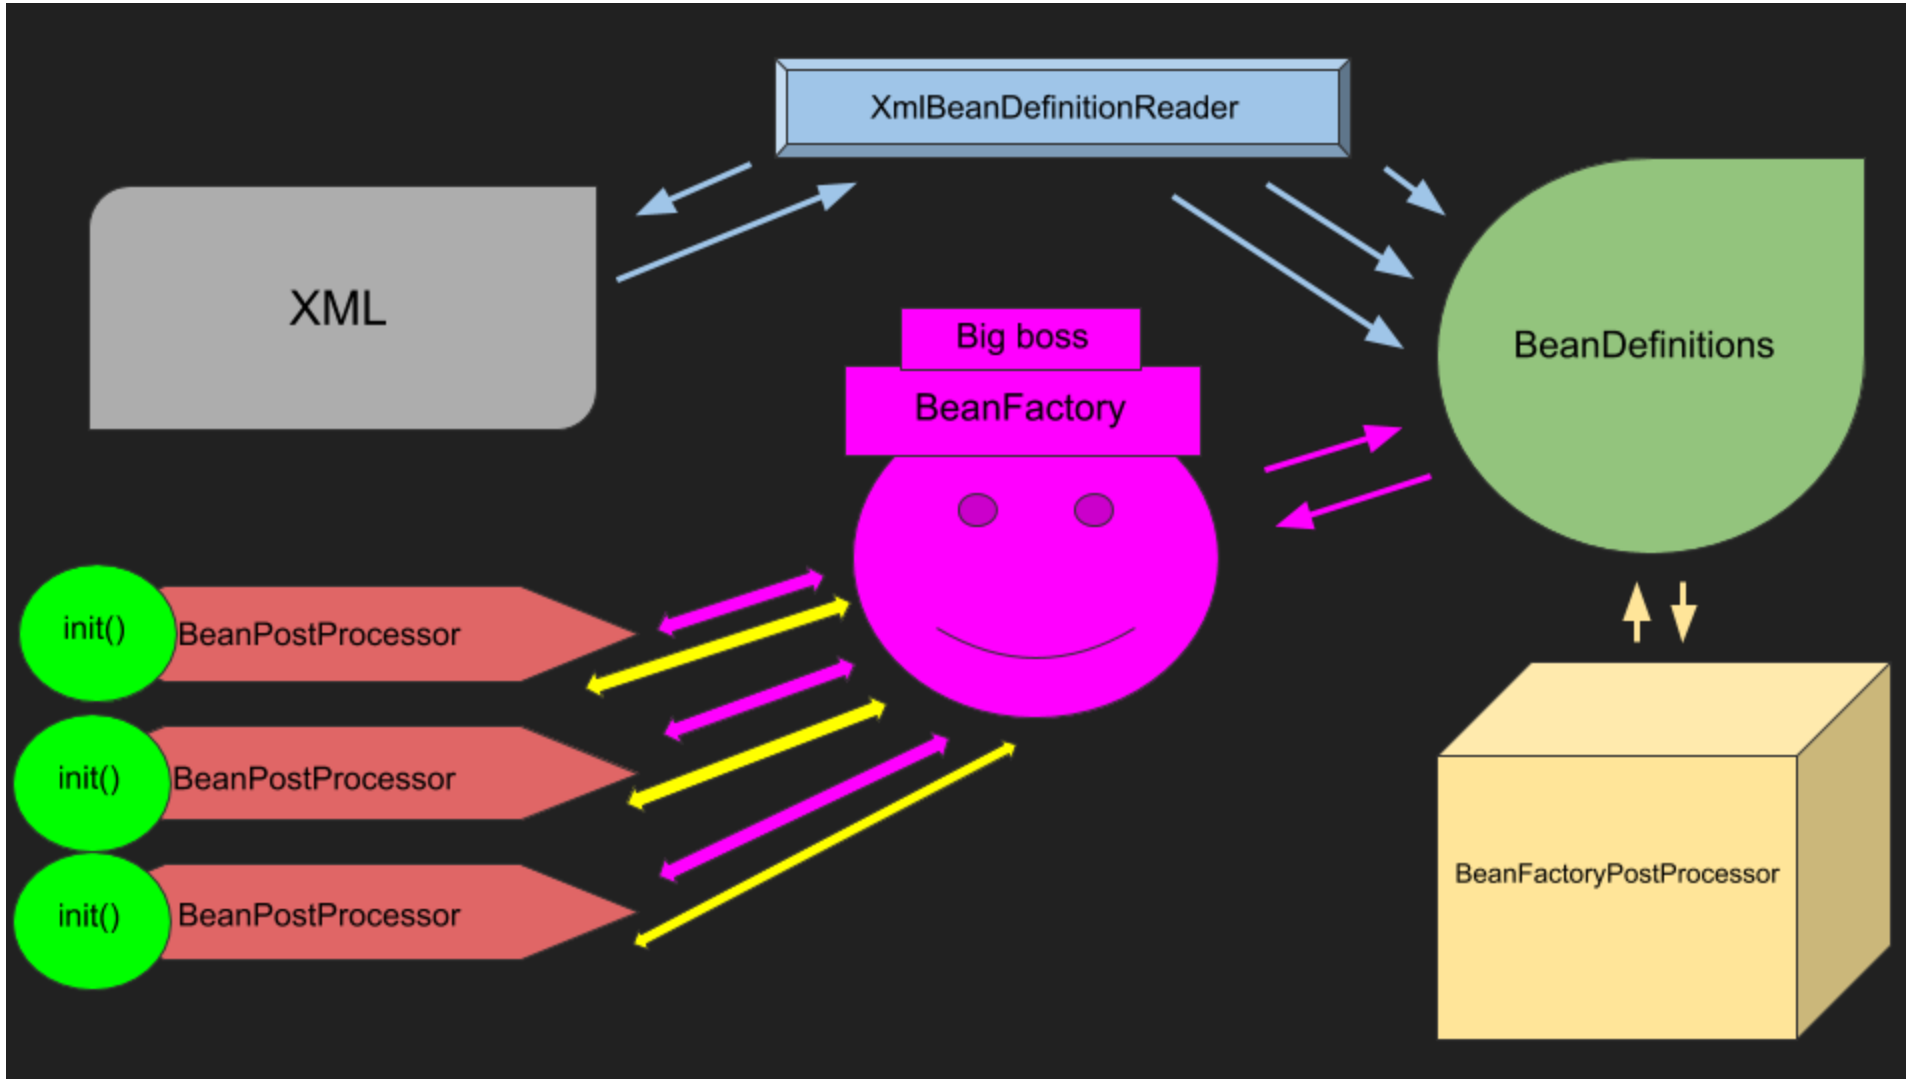 XmlBeanDefinitionReader
XML
Big boss
BeanFactory
BeanDefinitions
init()
BeanPostProcessor
init()
BeanPostProcessor
init()
BeanPostProcessor
BeanFactoryPostProcessor